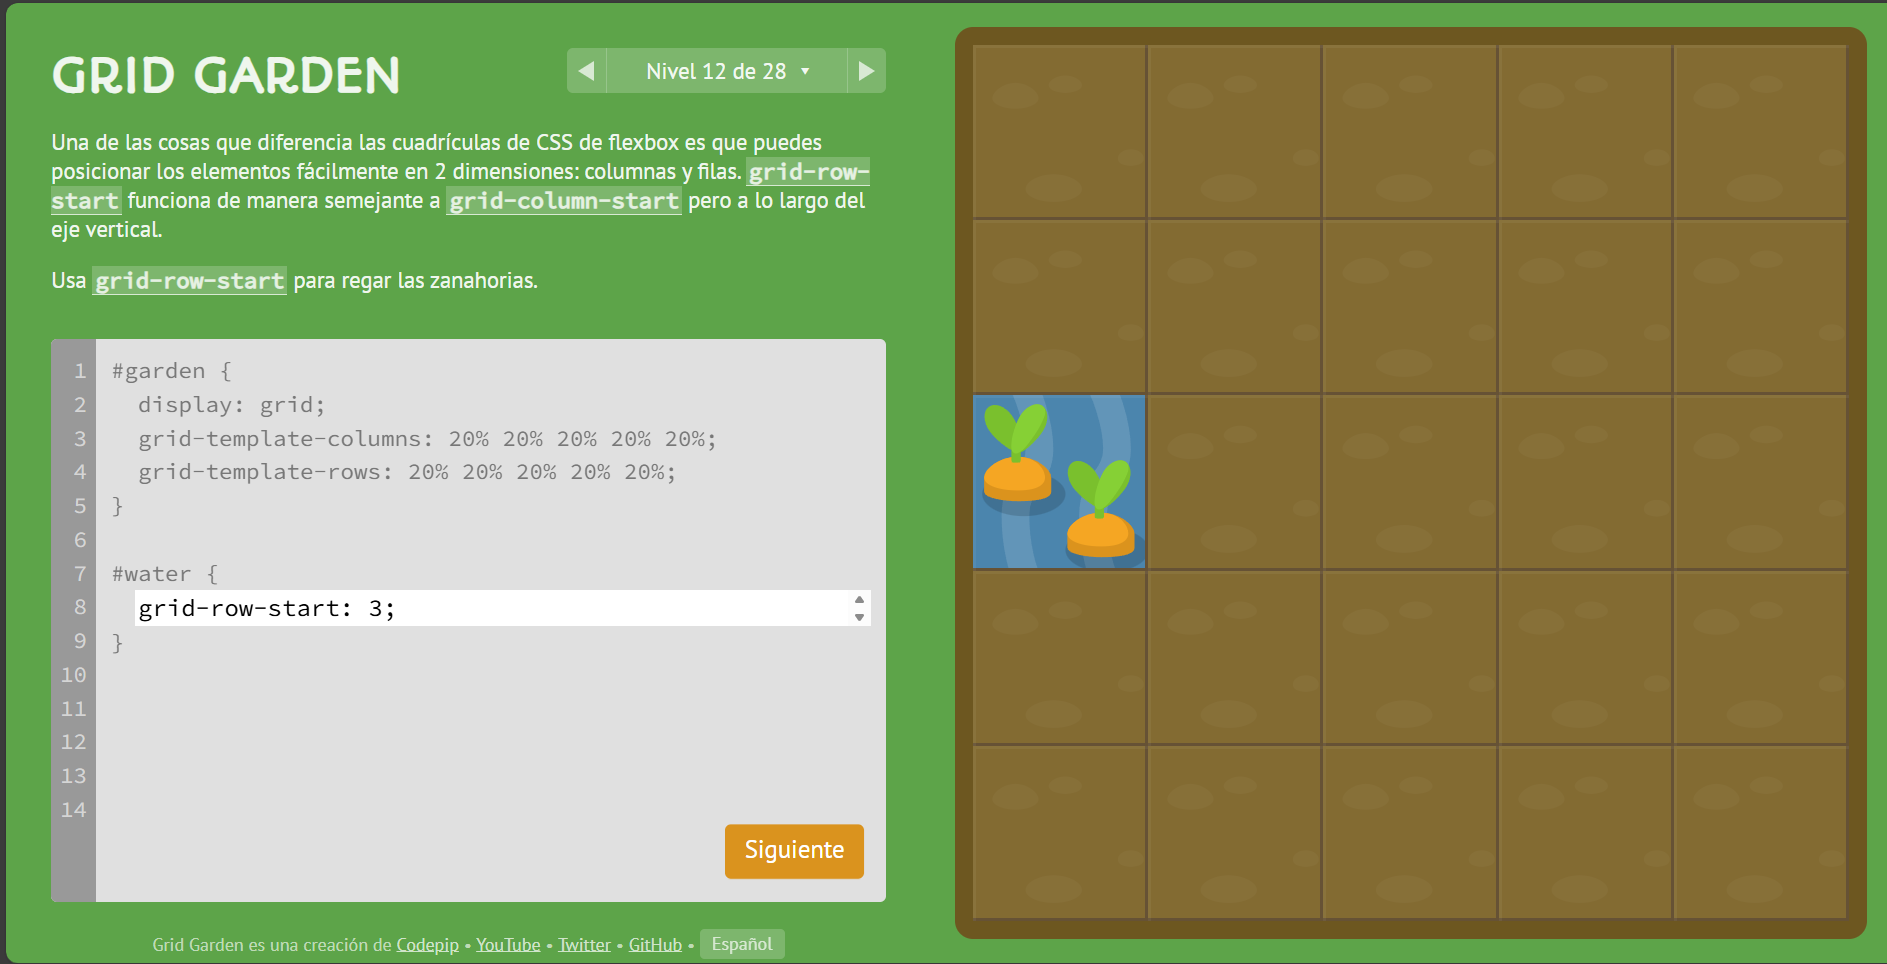 GRID GARDEN
Nivel 12 de 28 ▼
Una de las cosas que diferencia las cuadrículas de CSS de flexbox es que puedes
posicionar los elementos fácilmente en 2 dimensiones: columnas y filas. grid-row-
start funciona de manera semejante a grid-column-start pero a lo largo del
eje vertical.
Usa grid-row-start para regar las zanahorias.
1 #garden {
2 display: grid;
3 grid-template-columns: 20% 20% 20% 20% 20%;
4 grid-template-rows: 20% 20% 20% 20% 20%;
5 }
6
7 #water {
8 grid-row-start: 3;
9 }
10
11
12
13
14
Siguiente
Grid Garden es una creación de Codepip • YouTube • Twitter • GitHub • Español